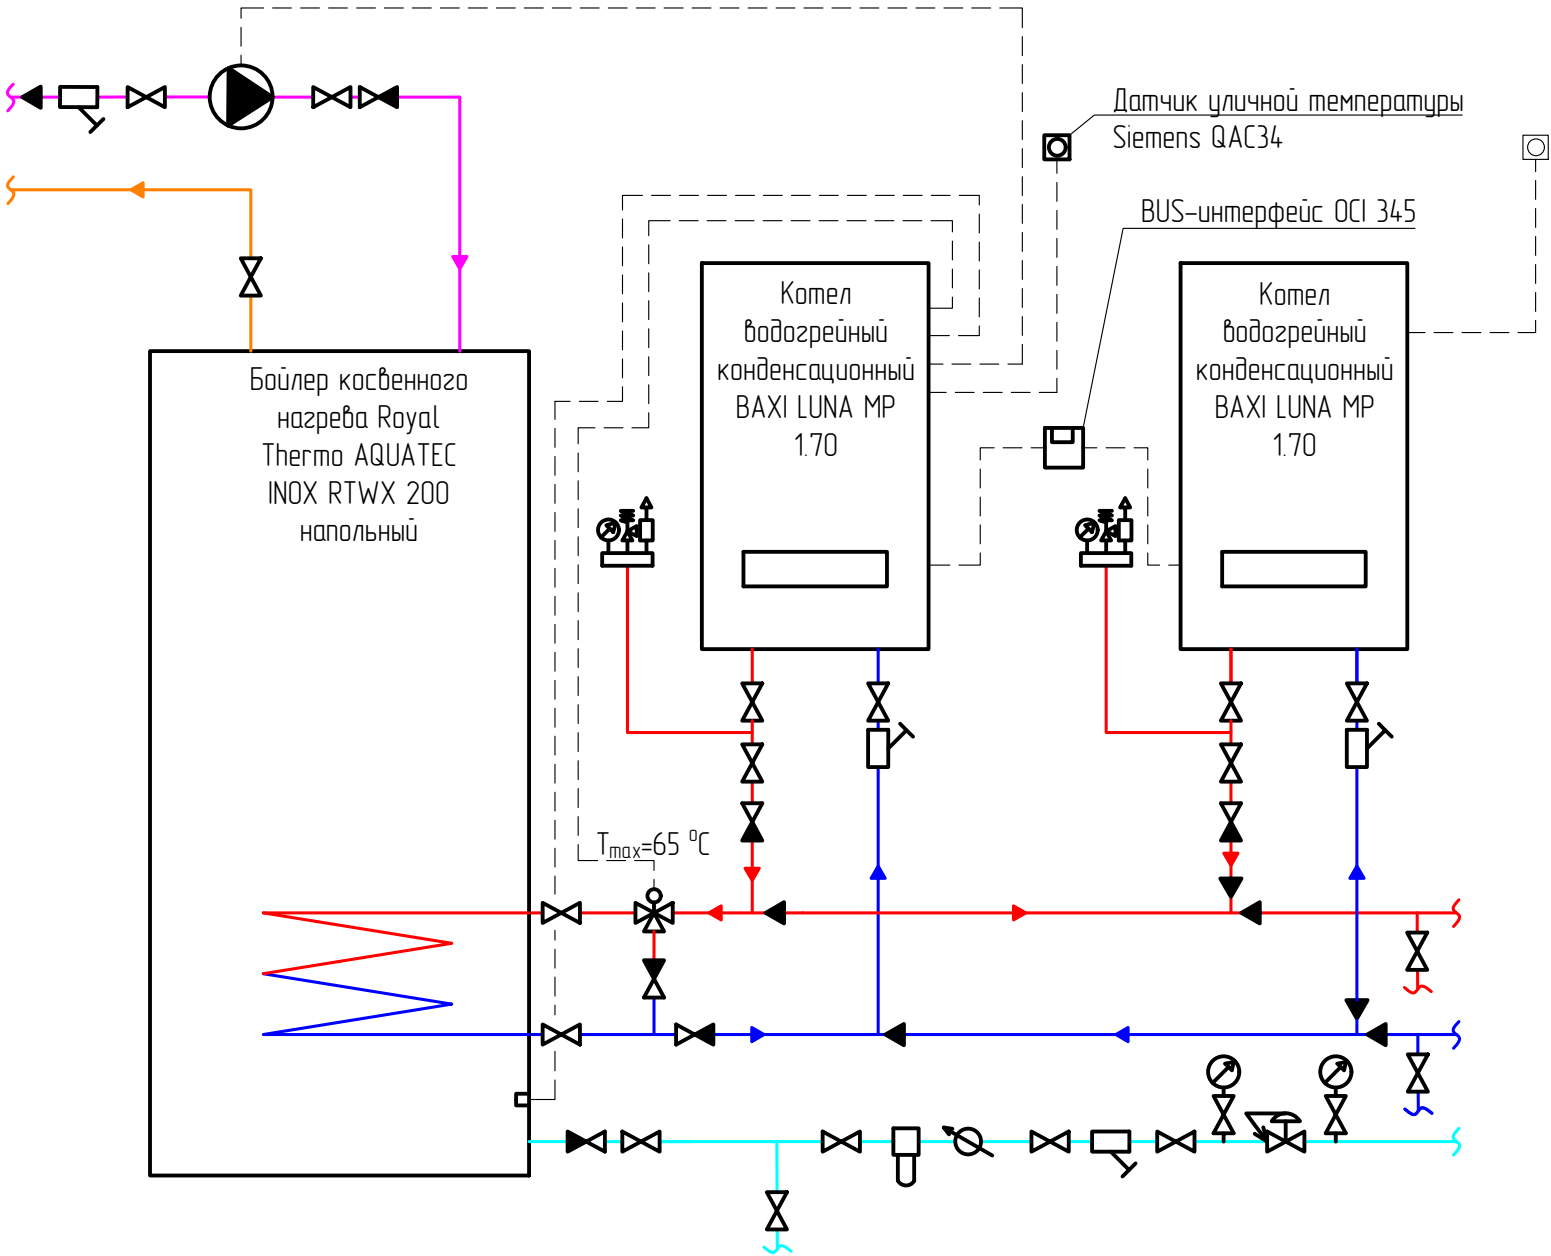 Датчик уличной температуры
Siemens QAC34
BUS-интерфейс OCI 345
Котел
водогрейный
конденсационный
BAXI LUNA MP
1.70
Котел
водогрейный
конденсационный
BAXI LUNA MP
1.70
Бойлер косвенного
нагрева Royal
Thermo AQUATEC
INOX RTWX 200
напольный
Tmax=65 °C